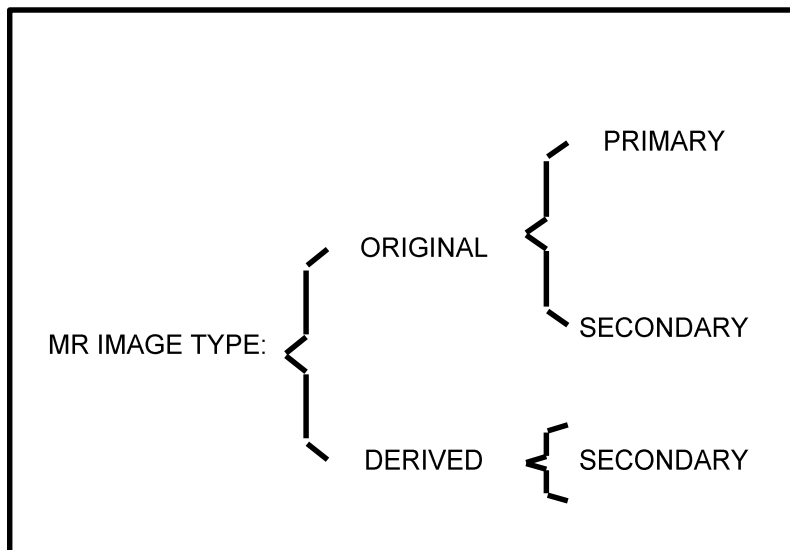 PRIMARY
ORIGINAL
SECONDARY
MR IMAGE TYPE:
DERIVED SECONDARY